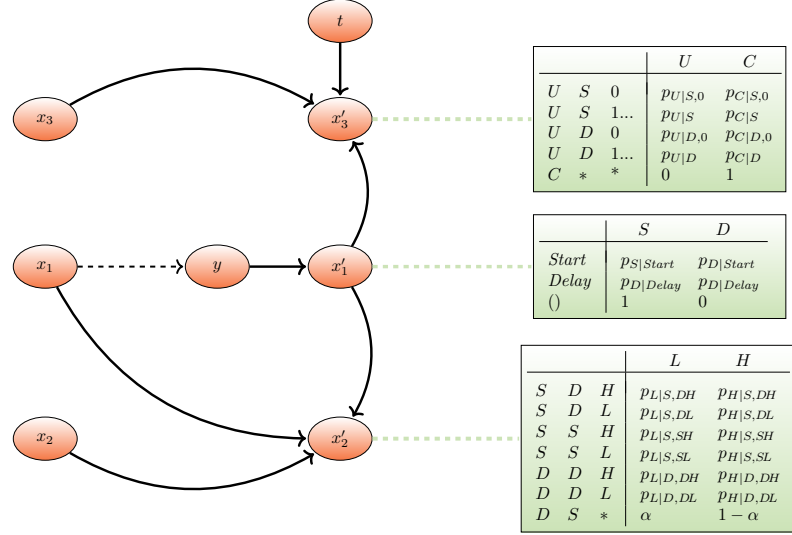 t
x₃
x₃′
x₁
y
x₁′
x₂
x₂′
U C
U S 0 p_{U|S,0} p_{C|S,0}
U S 1... p_{U|S} p_{C|S}
U D 0 p_{U|D,0} p_{C|D,0}
U D 1... p_{U|D} p_{C|D}
C * * 0 1
S D
Start p_{S|Start} p_{D|Start}
Delay p_{D|Delay} p_{D|Delay}
() 1 0
L H
S D H p_{L|S,DH} p_{H|S,DH}
S D L p_{L|S,DL} p_{H|S,DL}
S S H p_{L|S,SH} p_{H|S,SH}
S S L p_{L|S,SL} p_{H|S,SL}
D D H p_{L|D,DH} p_{H|D,DH}
D D L p_{L|D,DL} p_{H|D,DL}
D S * α 1 − α